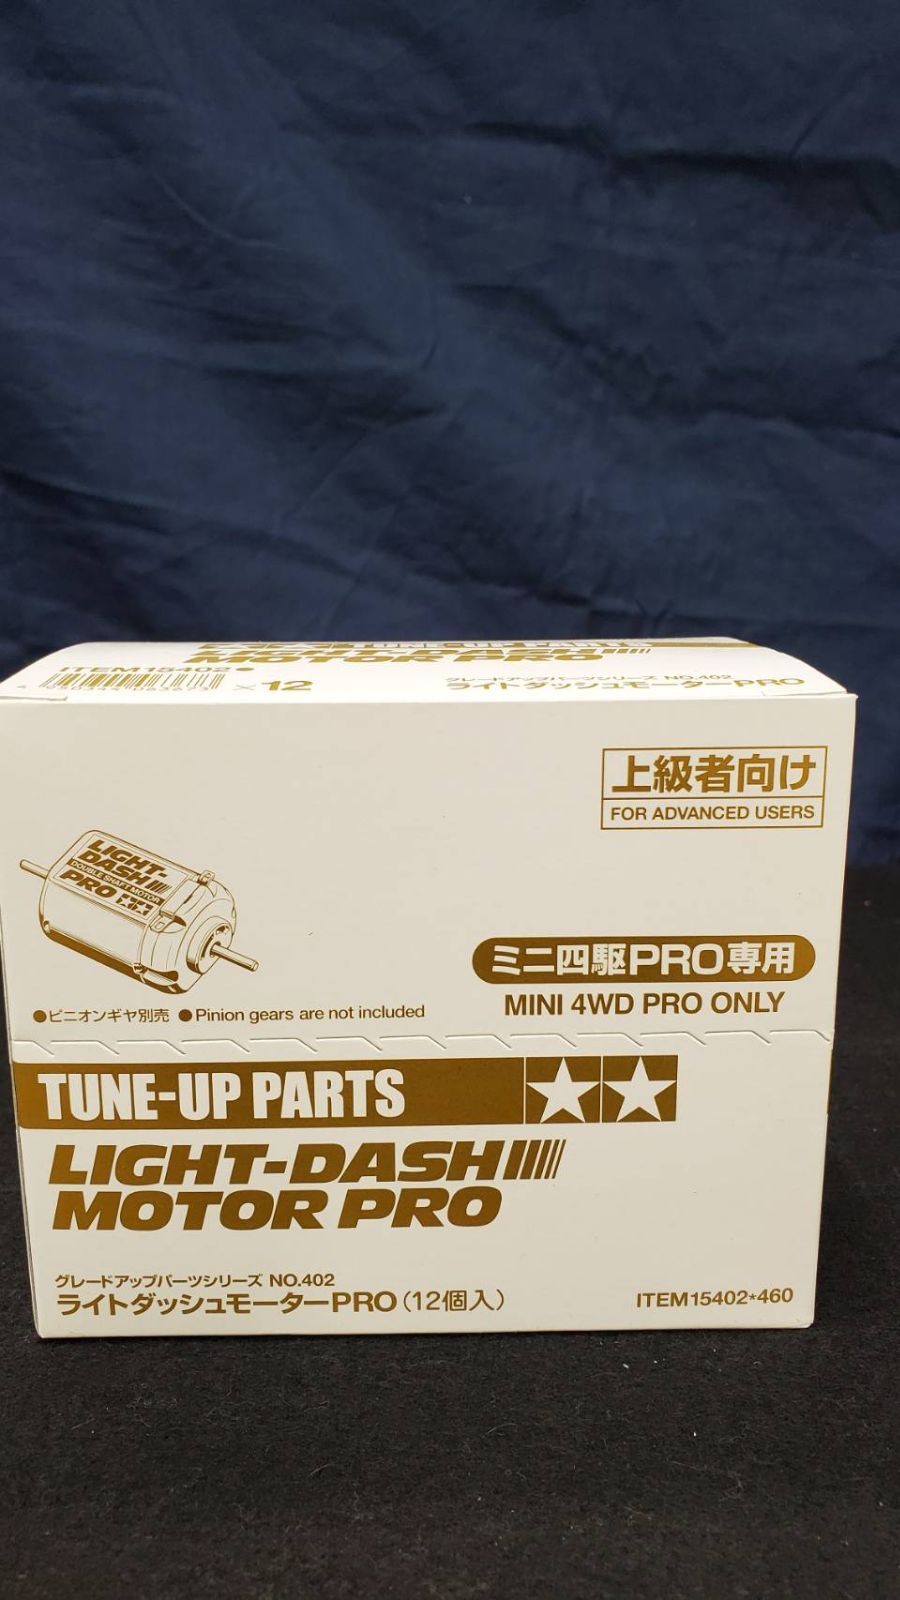 TUNE-UP PARTS
MOTOR PRO
ITEM15402
×12
グレードアップパーツシリーズ NO.402
ライトダッシュモーターPRO
上級者向け
FOR ADVANCED USERS
LIGHT-
DASH
DOUBLE SHAFT MOTOR
PRO
ミニ四駆PRO専用
MINI 4WD PRO ONLY
●ピニオンギヤ別売 ●Pinion gears are not included
TUNE-UP PARTS
LIGHT-DASH
MOTOR PRO
グレードアップパーツシリーズ NO.402
ライトダッシュモーターPRO(12個入)
ITEM15402*460